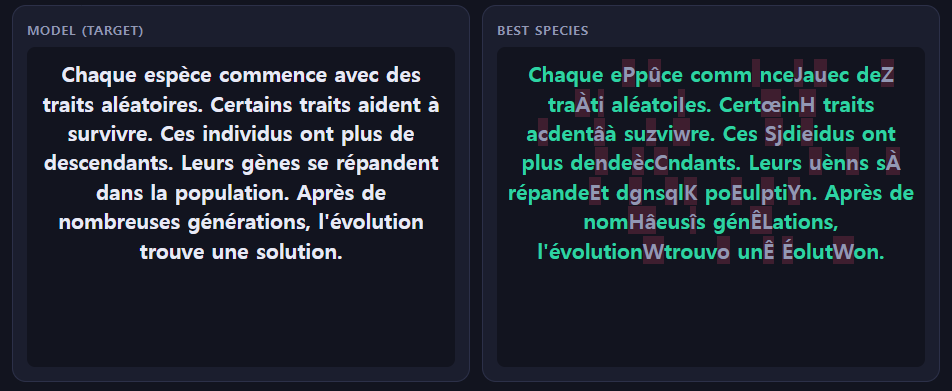 MODEL (TARGET)
Chaque espèce commence avec des
traits aléatoires. Certains traits aident à
survivre. Ces individus ont plus de
descendants. Leurs gènes se répandent
dans la population. Après de
nombreuses générations, l'évolution
trouve une solution.
BEST SPECIES
Chaque ePpûce comm nceJauec deZ
traÀti aléatoiIes. CertœinH traits
acdentâà suzviwre. Ces Sjdieidus ont
plus dendeècCndants. Leurs uènns sÀ
répandeEt dgnsqlK poEulptiYn. Après de
nomHâeusîs génÊLations,
l'évolutionWtrouvo unÊ ÉolutWon.